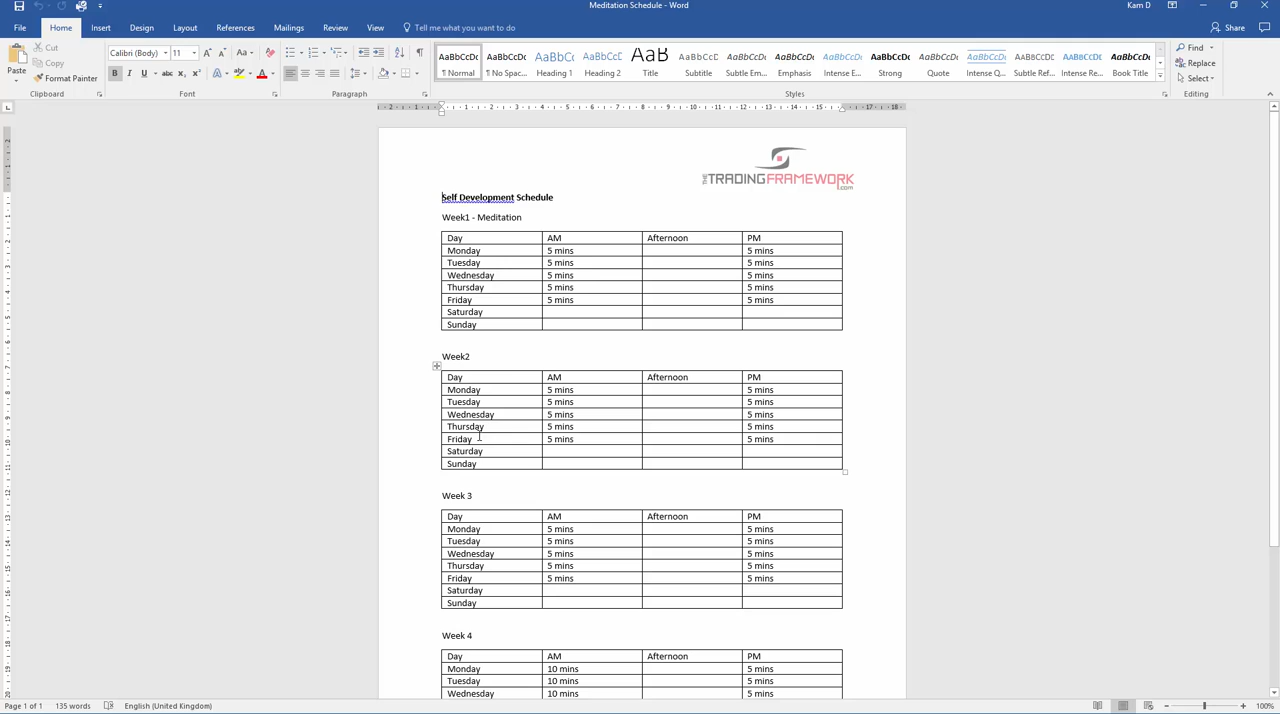 Meditation Schedule - Word
Kam D
File Home Insert Design Layout References Mailings Review View Tell me what you want to do
Share
Paste
Cut
Copy
Format Painter
Clipboard
Calibri (Body) 11
Font
Paragraph
AaBbCcDc AaBbCcDc AaBbCc AaBbCcC AaB AaBbCcD AaBbCcDc AaBbCcDc AaBbCcDc AaBbCcDc AaBbCcDc AaBbCcDc AaBbCcDc AaBbCcDc AaBbCcDc
¶ Normal ¶ No Spac... Heading 1 Heading 2 Title Subtitle Subtle Em... Emphasis Intense E... Strong Quote Intense Q... Subtle Ref... Intense Re... Book Title
Styles
Find
Replace
Select
Editing
THE TRADINGFRAMEWORK.com
Self Development Schedule
Week1 - Meditation
Day AM Afternoon PM
Monday 5 mins 5 mins
Tuesday 5 mins 5 mins
Wednesday 5 mins 5 mins
Thursday 5 mins 5 mins
Friday 5 mins 5 mins
Saturday
Sunday
Week2
Day AM Afternoon PM
Monday 5 mins 5 mins
Tuesday 5 mins 5 mins
Wednesday 5 mins 5 mins
Thursday 5 mins 5 mins
Friday 5 mins 5 mins
Saturday
Sunday
Week 3
Day AM Afternoon PM
Monday 5 mins 5 mins
Tuesday 5 mins 5 mins
Wednesday 5 mins 5 mins
Thursday 5 mins 5 mins
Friday 5 mins 5 mins
Saturday
Sunday
Week 4
Day AM Afternoon PM
Monday 10 mins 5 mins
Tuesday 10 mins 5 mins
Wednesday 10 mins 5 mins
Page 1 of 1 135 words English (United Kingdom) 100%